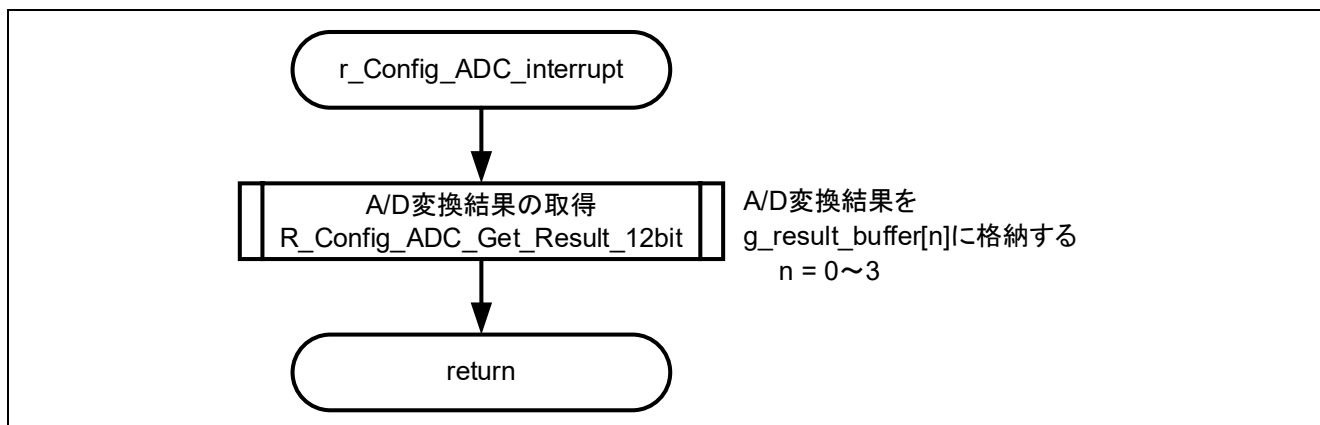 r_Config_ADC_interrupt
A/D変換結果の取得
R_Config_ADC_Get_Result_12bit
A/D変換結果を
g_result_buffer[n]に格納する
n = 0～3
return